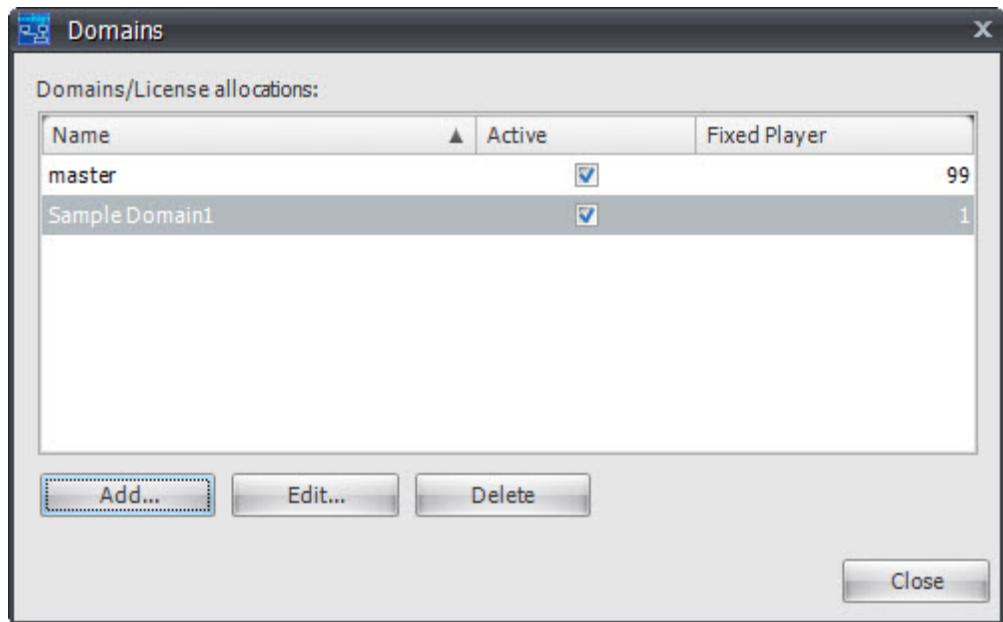 Domains
Domains/License allocations:
Name Active Fixed Player
master 99
Sample Domain1 1
Add... Edit... Delete
Close